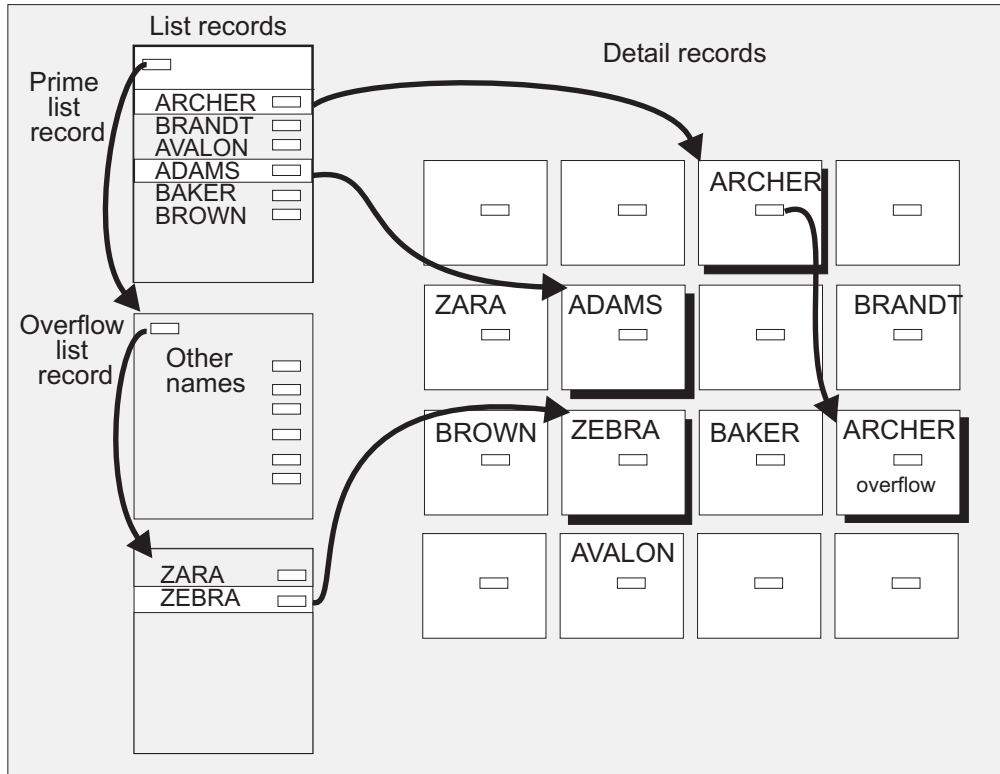 List records
Detail records
Prime
list
record
ARCHER
BRANDT
AVALON
ADAMS
BAKER
BROWN
Overflow
list
record
Other
names
ZARA
ZEBRA
ARCHER
ZARA
ADAMS
BRANDT
BROWN
ZEBRA
BAKER
ARCHER
overflow
AVALON